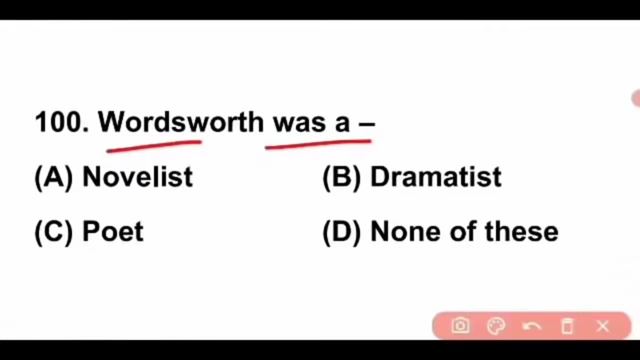 100. Wordsworth was a –
(A) Novelist (B) Dramatist
(C) Poet (D) None of these